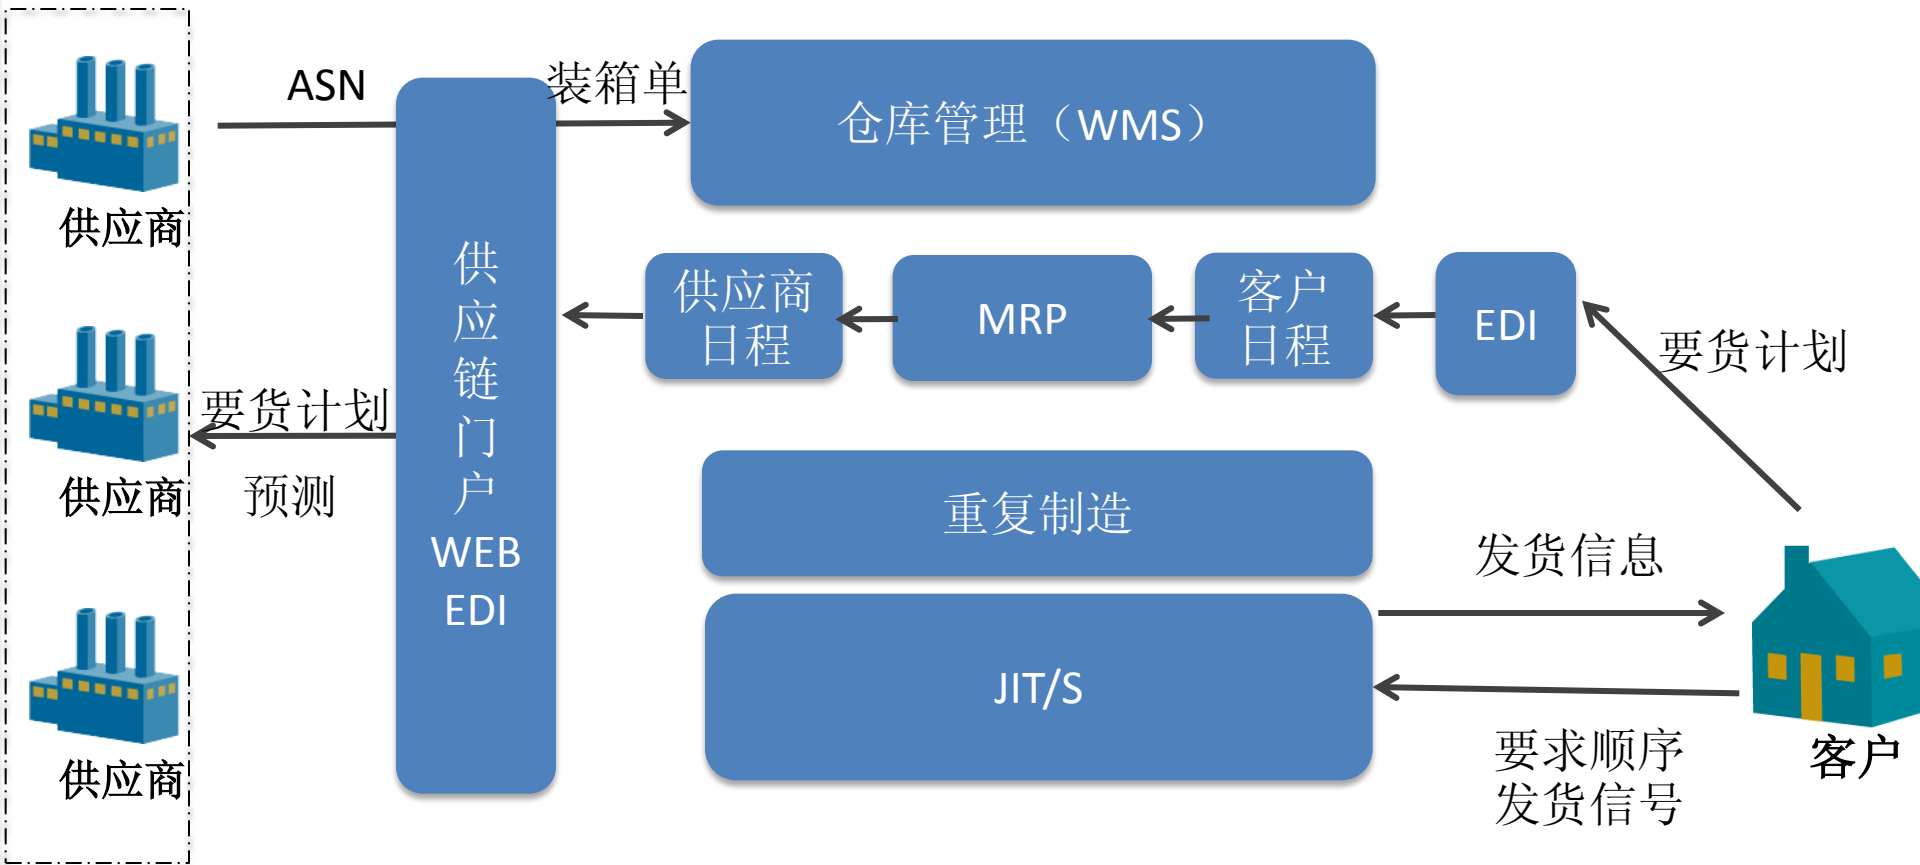 ASN
装箱单
仓库管理（WMS）
供应商
供
应
链
门
户
WEB
EDI
供应商
日程
MRP
客户
日程
EDI
要货计划
要货计划
预测
供应商
重复制造
发货信息
JIT/S
要求顺序
发货信号
客户
供应商